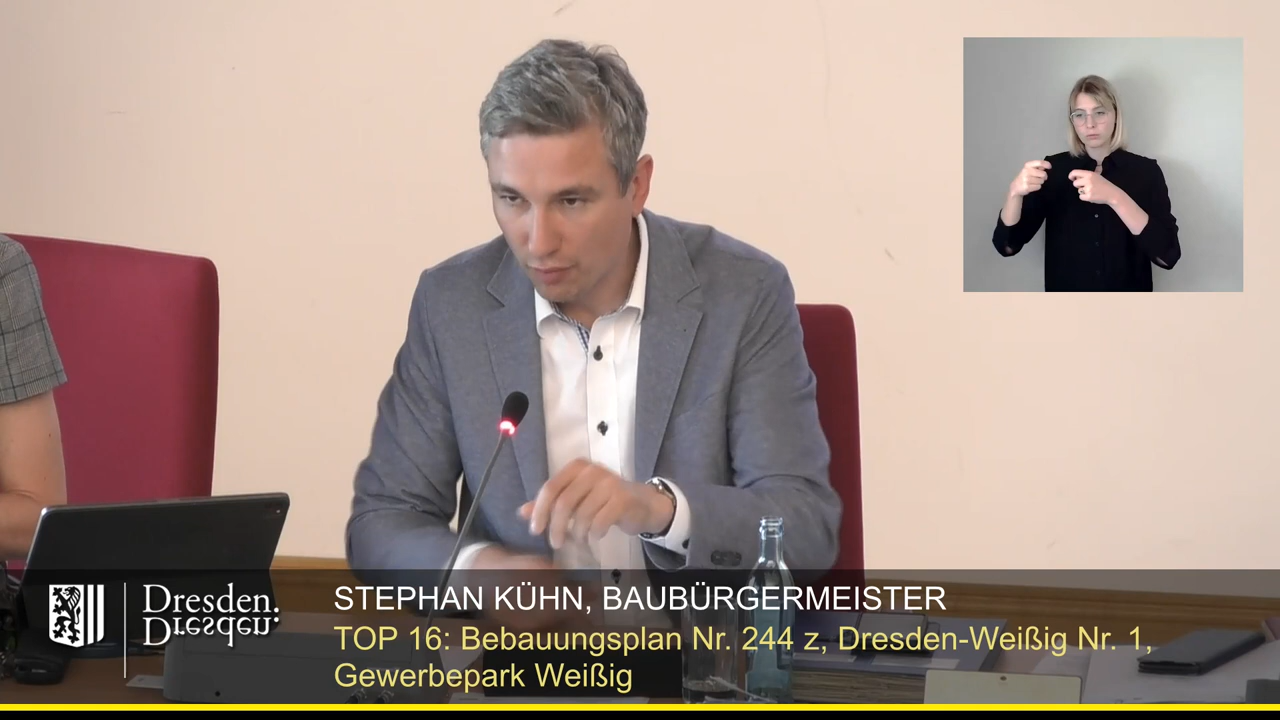 Dresden.
Dresden.
STEPHAN KÜHN, BAUBÜRGERMEISTER
TOP 16: Bebauungsplan Nr. 244 z, Dresden-Weißig Nr. 1,
Gewerbepark Weißig